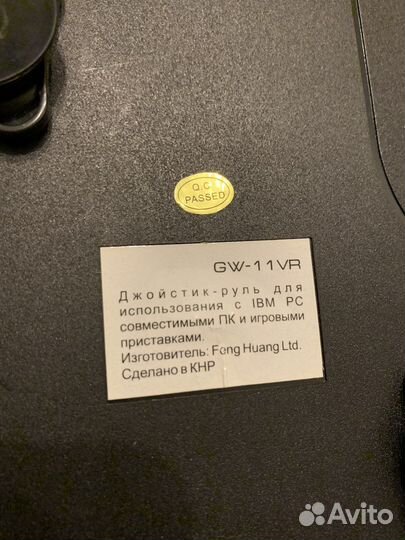 Q.C
PASSED
GW-11VR
Джойстик-руль для
использования с IBM PC
совместимыми ПК и игровыми
приставками.
Изготовитель: Feng Huang Ltd.
Сделано в КНР
Avito